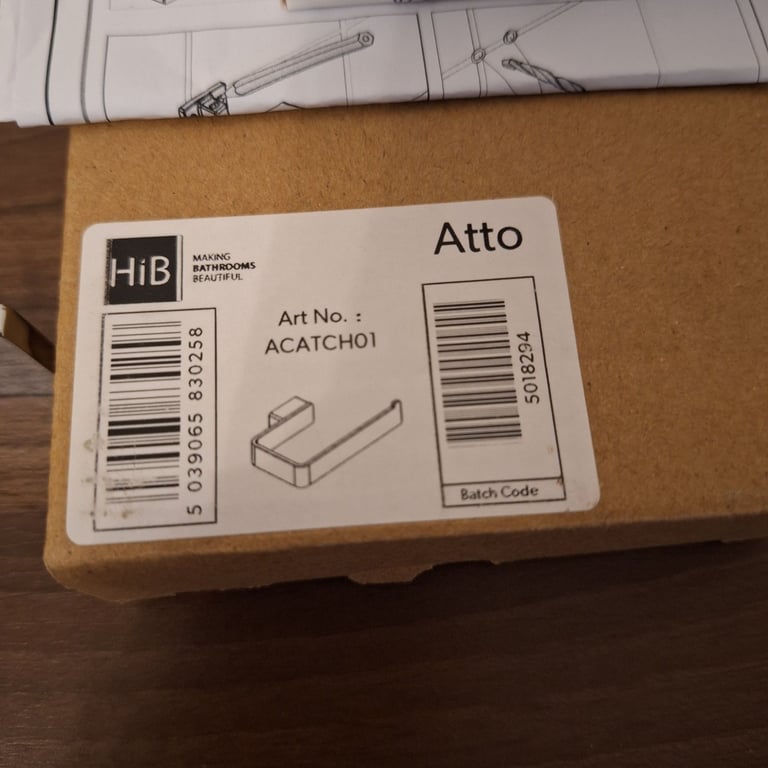 HiB
MAKING
BATHROOMS
BEAUTIFUL
Atto
Art No. :
ACATCH01
5 039065 830258
5018294
Batch Code